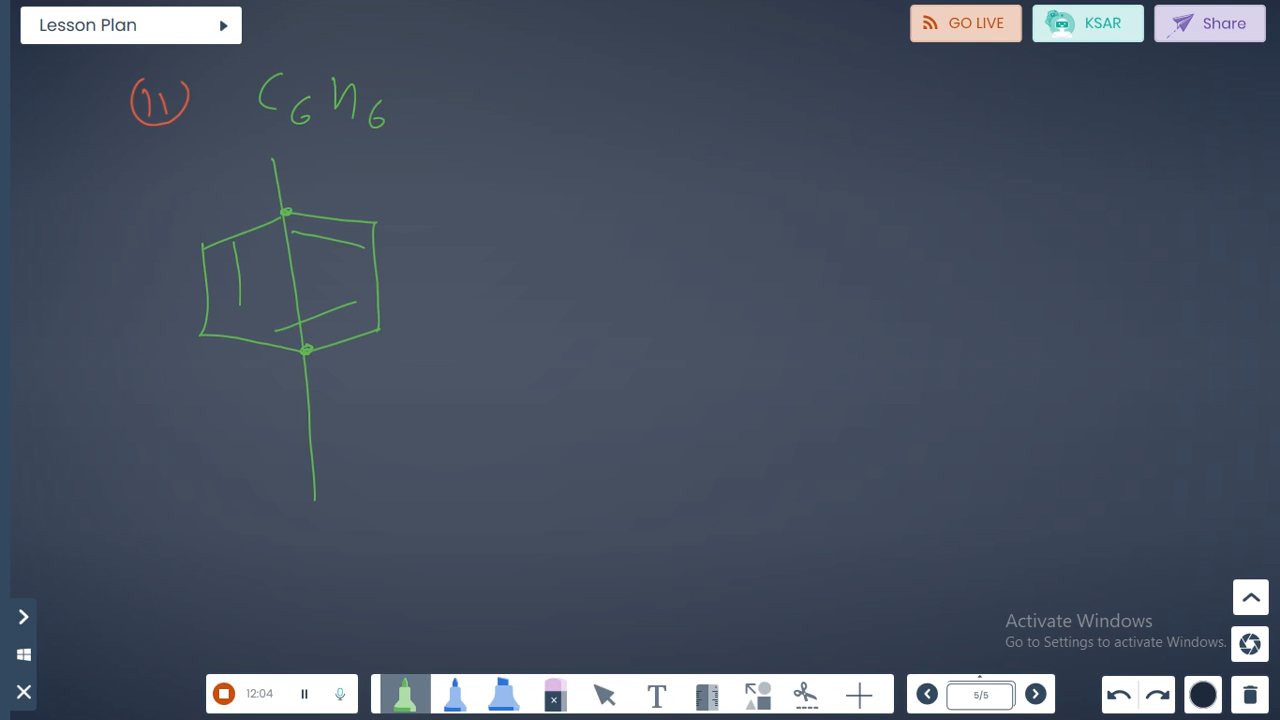 Lesson Plan
GO LIVE
KSAR
Share
11 C6H6
Activate Windows
Go to Settings to activate Windows.
12:04
T
5/5